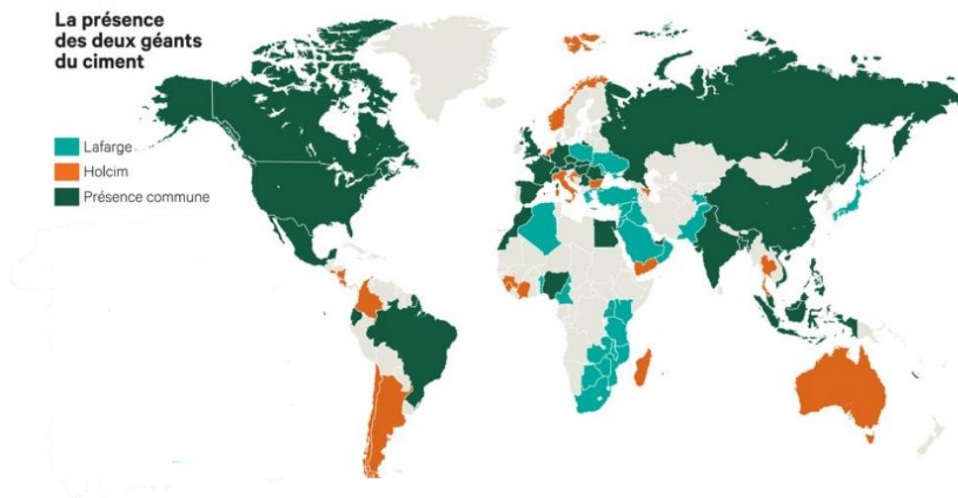 La présence
des deux géants
du ciment
Lafarge
Holcim
Présence commune